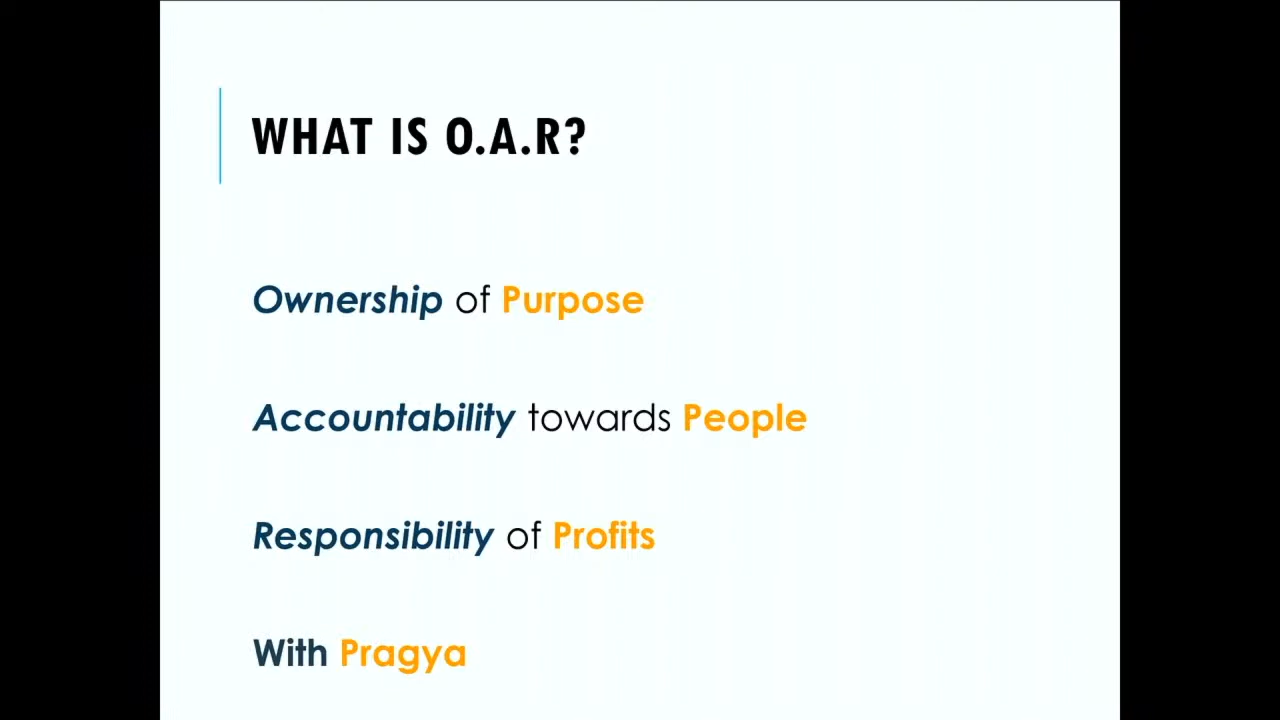 WHAT IS O.A.R?
Ownership of Purpose
Accountability towards People
Responsibility of Profits
With Pragya